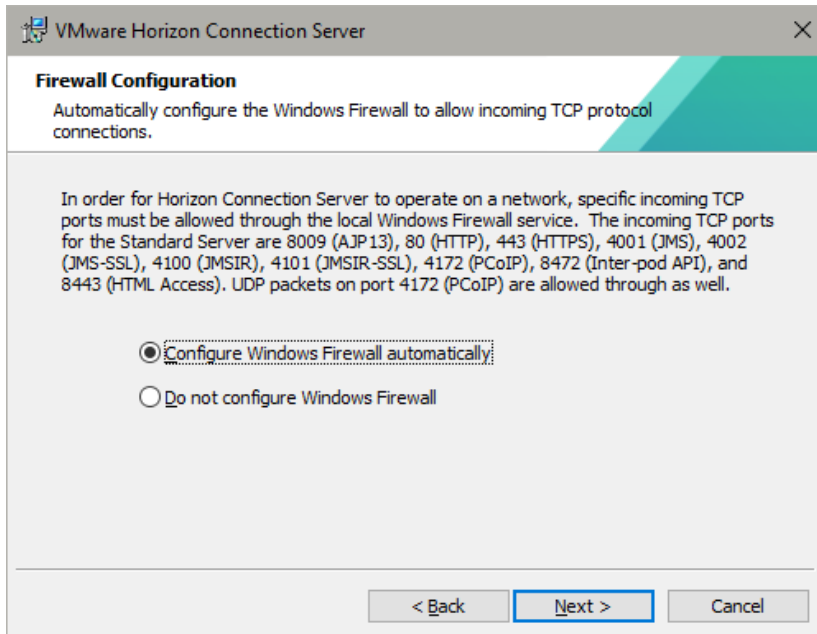 VMware Horizon Connection Server
Firewall Configuration
Automatically configure the Windows Firewall to allow incoming TCP protocol
connections.
In order for Horizon Connection Server to operate on a network, specific incoming TCP
ports must be allowed through the local Windows Firewall service.  The incoming TCP ports
for the Standard Server are 8009 (AJP13), 80 (HTTP), 443 (HTTPS), 4001 (JMS), 4002
(JMS-SSL), 4100 (JMSIR), 4101 (JMSIR-SSL), 4172 (PCoIP), 8472 (Inter-pod API), and
8443 (HTML Access). UDP packets on port 4172 (PCoIP) are allowed through as well.
Configure Windows Firewall automatically
Do not configure Windows Firewall
< Back
Next >
Cancel